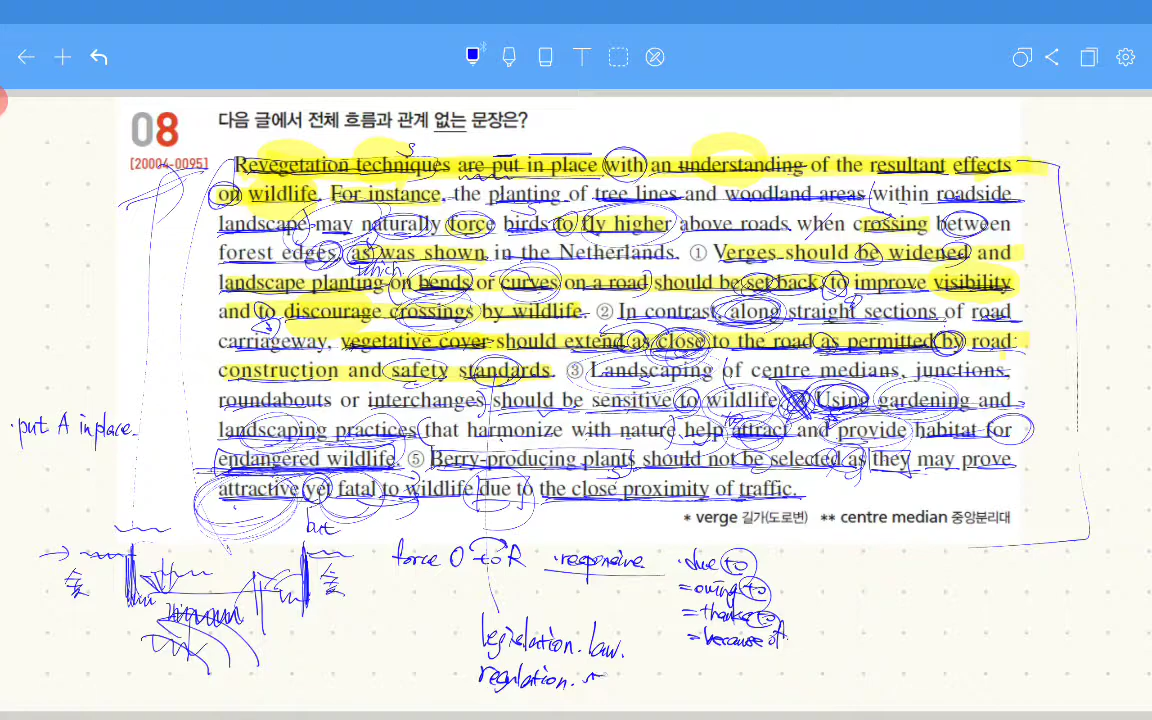 08
다음 글에서 전체 흐름과 관계 없는 문장은?
[20004-0095]
Revegetation techniques are put in place with an understanding of the resultant effects
on wildlife. For instance, the planting of tree lines and woodland areas within roadside
landscape may naturally force birds to fly higher above roads when crossing between
forest edges, as was shown in the Netherlands. ① Verges should be widened and
which
landscape planting on bends or curves on a road should be set back to improve visibility
and to discourage crossings by wildlife. ② In contrast, along straight sections of road
carriageway, vegetative cover should extend as close to the road as permitted by road
construction and safety standards. ③ Landscaping of centre medians, junctions,
roundabouts or interchanges should be sensitive to wildlife. ④ Using gardening and
landscaping practices that harmonize with nature help attract and provide habitat for
·put A in place
endangered wildlife. ⑤ Berry-producing plants should not be selected as they may prove
attractive yet fatal to wildlife due to the close proximity of traffic.
* verge 길가(도로변) ** centre median 중앙분리대
but
force O to R ·responsive ·due to
=owing to
=thanks to
=because of
legislation. law.
regulation.